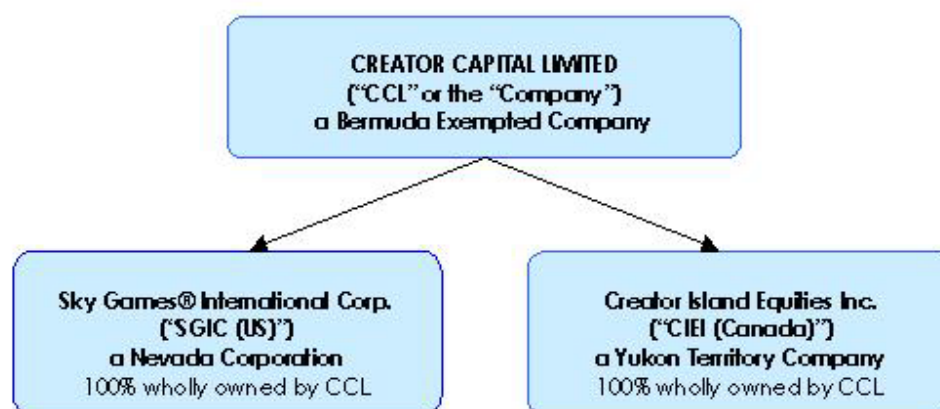 CREATOR CAPITAL LIMITED
("CCL" or the "Company")
a Bermuda Exempted Company
Sky Games® International Corp.
("SGIC (US)")
a Nevada Corporation
100% wholly owned by CCL
Creator Island Equities Inc.
("CIEI (Canada)")
a Yukon Territory Company
100% wholly owned by CCL